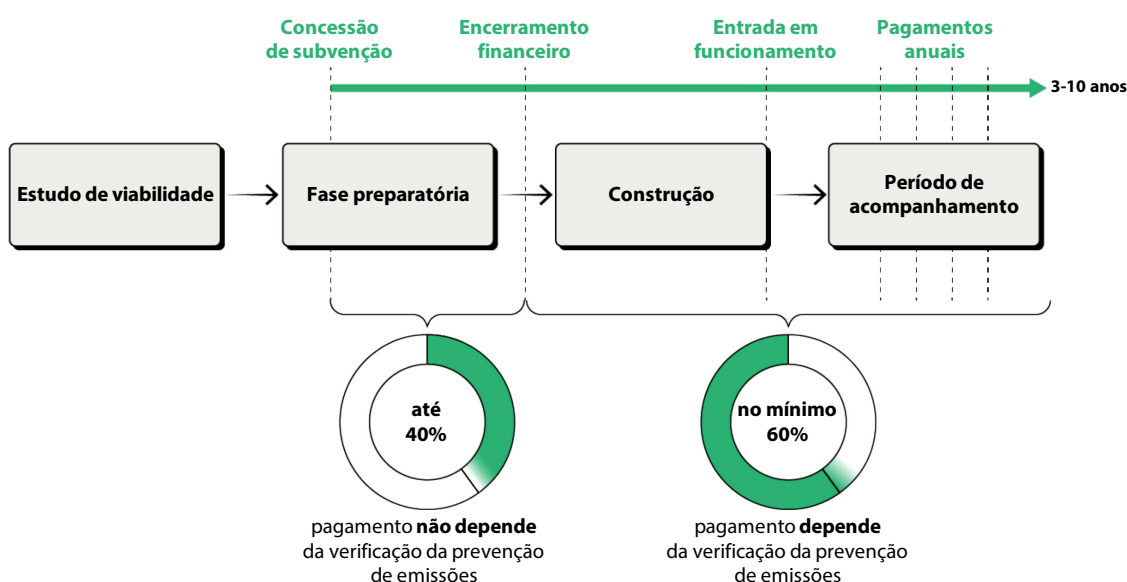 Concessão
de subvenção
Encerramento
financeiro
Entrada em
funcionamento
Pagamentos
anuais
3-10 anos
Estudo de viabilidade
Fase preparatória
Construção
Período de
acompanhamento
até
40%
no mínimo
60%
pagamento não depende
da verificação da prevenção
de emissões
pagamento depende
da verificação da prevenção
de emissões